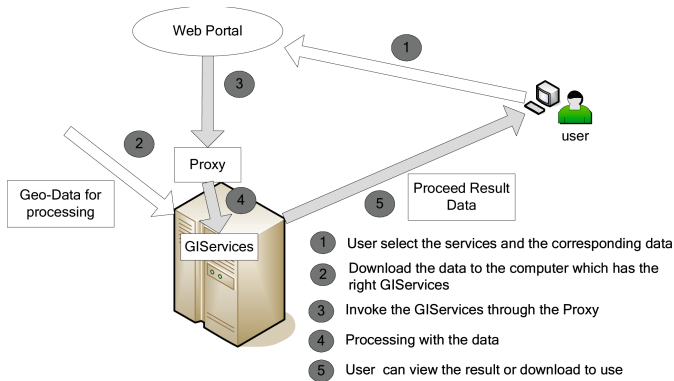 Web Portal
1
3
user
2
Proxy
Geo-Data for
processing
4
5
Proceed Result
Data
GIServices
1 User select the services and the corresponding data
2 Download the data to the computer which has the
right GIServices
3 Invoke the GIServices through the Proxy
4 Processing with the data
5 User can view the result or download to use